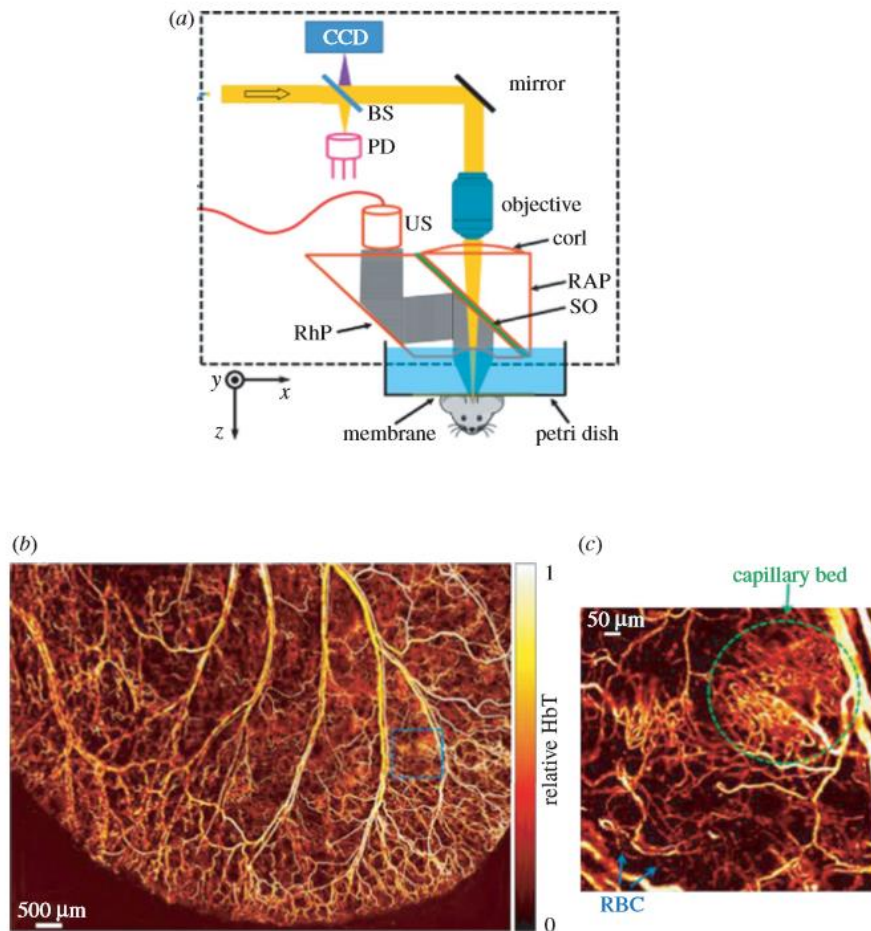 (a)
CCD
mirror
BS
PD
objective
US
corl
RAP
SO
RhP
y
x
z
membrane
petri dish
(b)
(c)
capillary bed
1
50 μm
relative HbT
500 μm
0
RBC